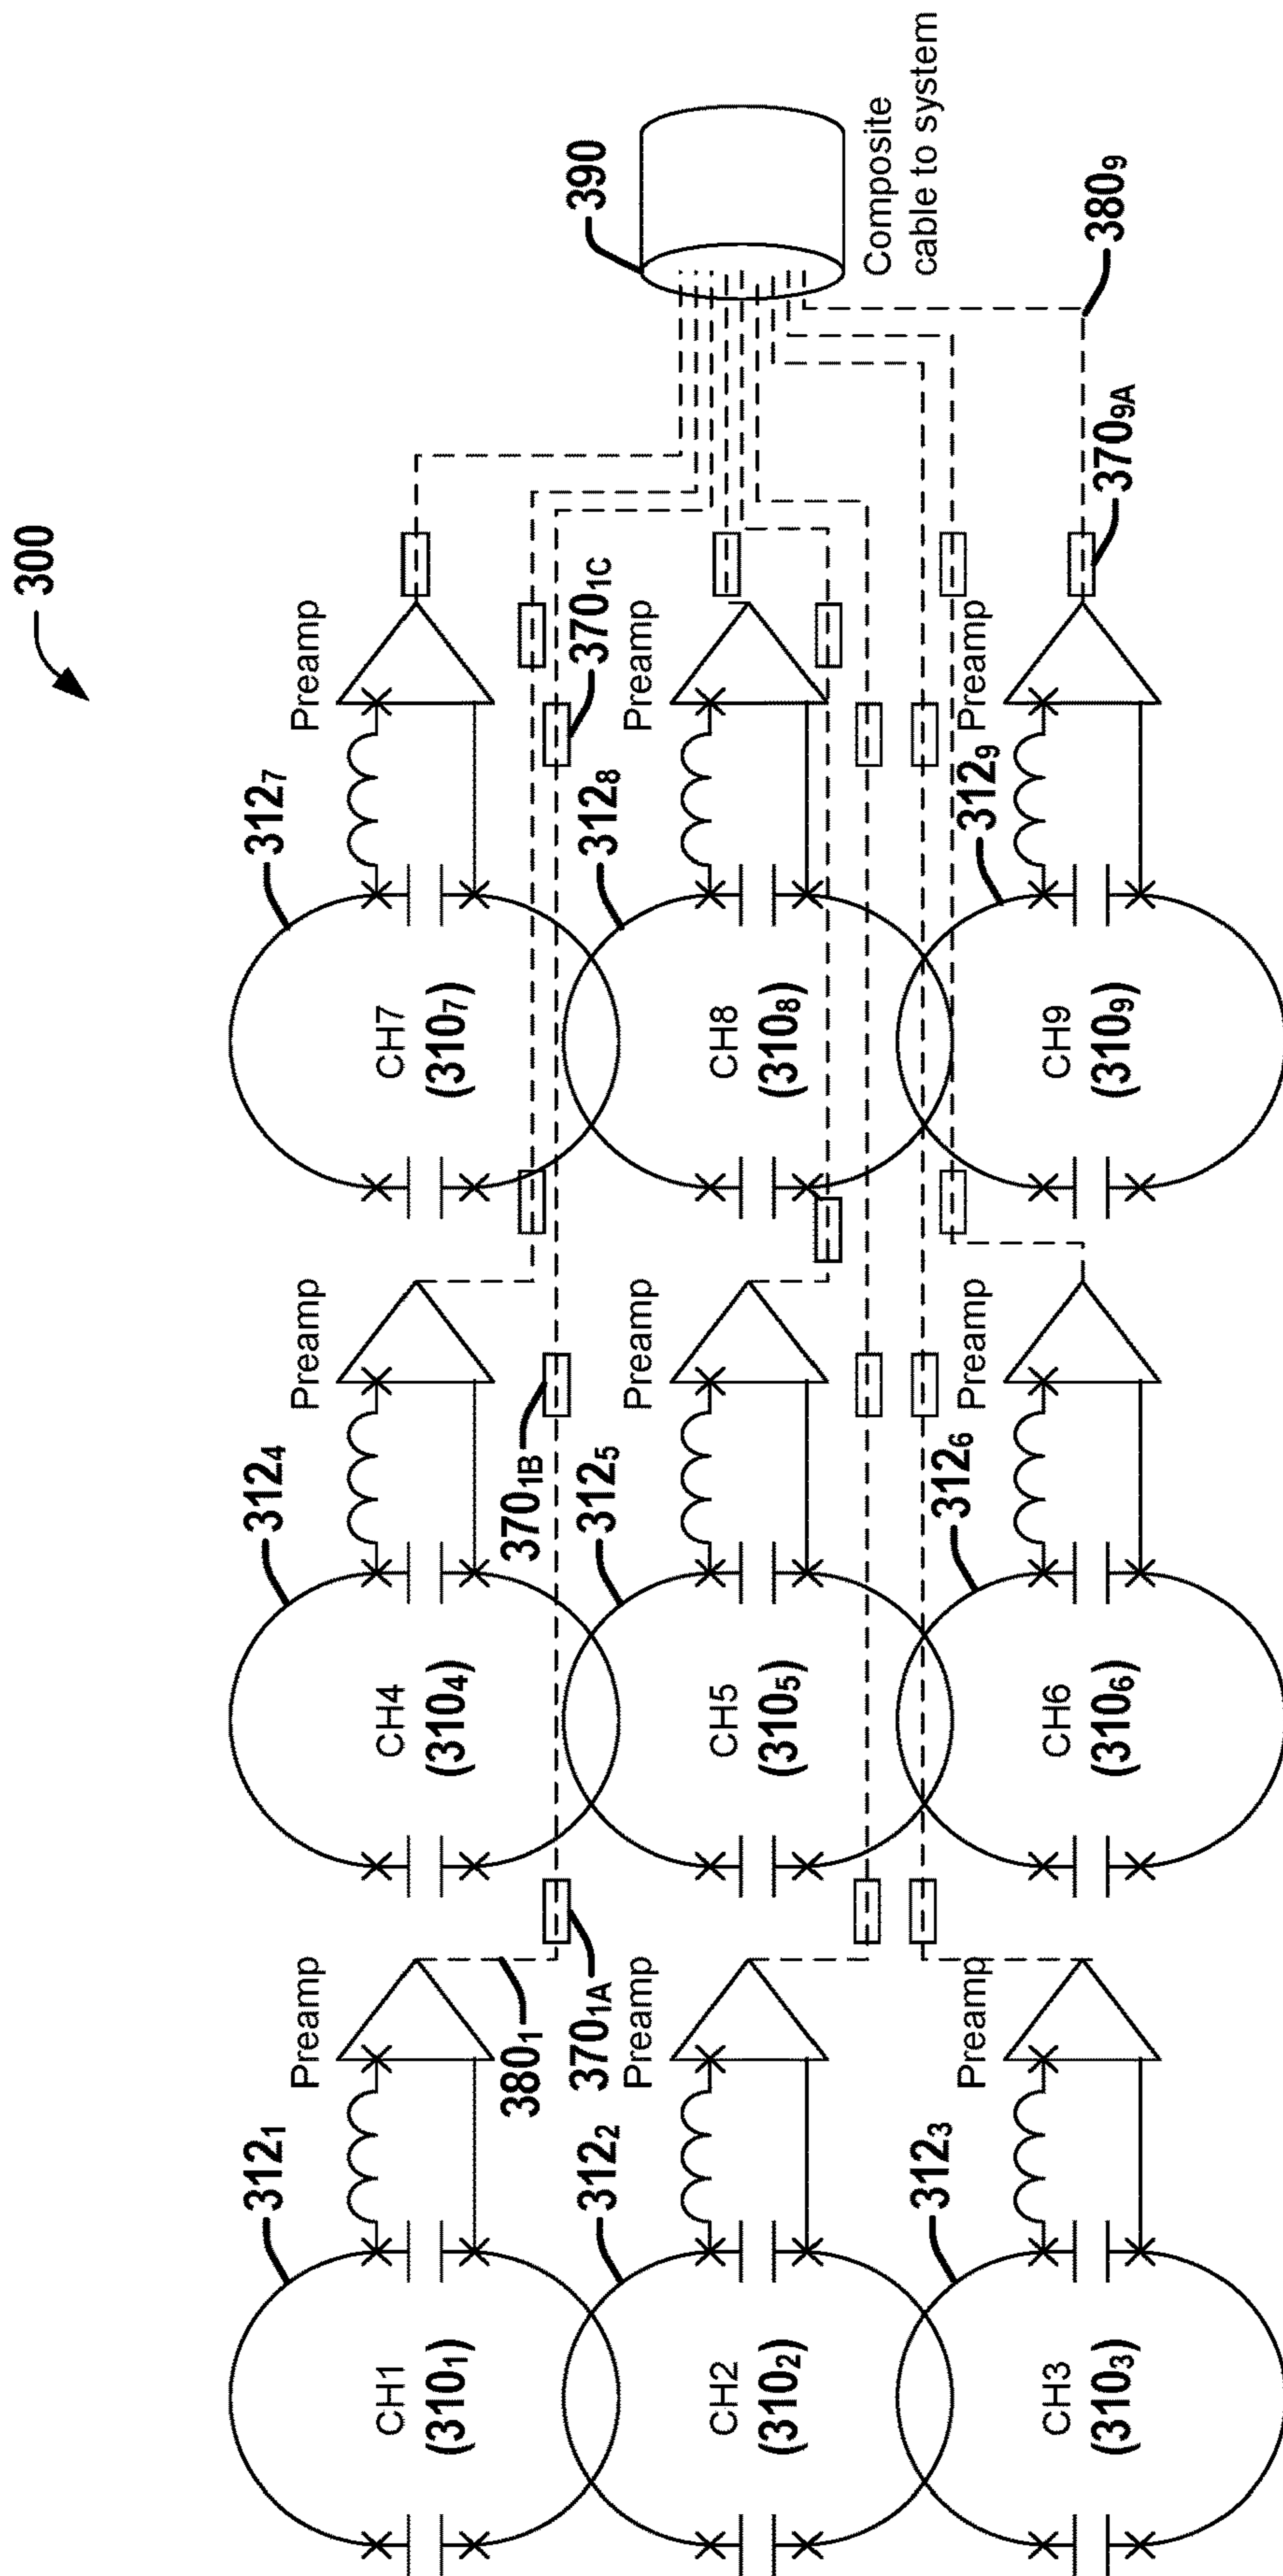 300
312₁
312₄
312₇
Preamp
Preamp
Preamp
CH1
(310₁)
CH4
(310₄)
CH7
(310₇)
390
380₁
370₁A
370₁B
370₁C
312₂
312₅
312₈
Preamp
Preamp
Preamp
CH2
(310₂)
CH5
(310₅)
CH8
(310₈)
Composite
cable to system
312₃
312₆
312₉
Preamp
Preamp
Preamp
CH3
(310₃)
CH6
(310₆)
CH9
(310₉)
370₉A
380₉